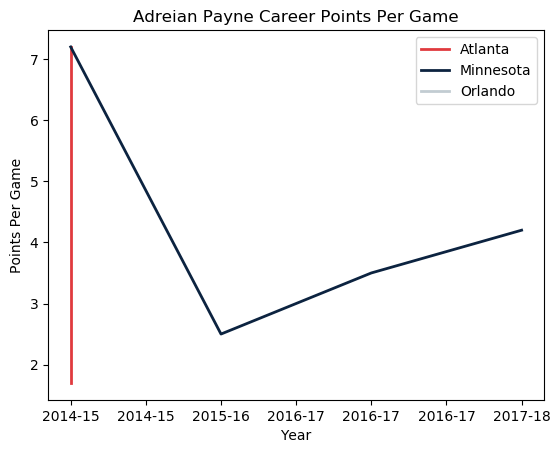 Adreian Payne Career Points Per Game
Atlanta
Minnesota
Orlando
Points Per Game
7
6
5
4
3
2
2014-15 2014-15 2015-16 2016-17 2016-17 2016-17 2017-18
Year